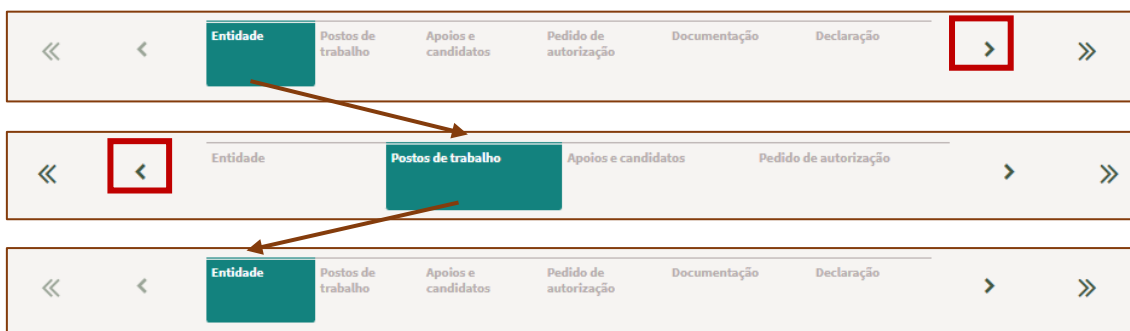 Entidade
Postos de
trabalho
Apoios e
candidatos
Pedido de
autorização
Documentação
Declaração
Entidade
Postos de trabalho
Apoios e candidatos
Pedido de autorização
Entidade
Postos de
trabalho
Apoios e
candidatos
Pedido de
autorização
Documentação
Declaração